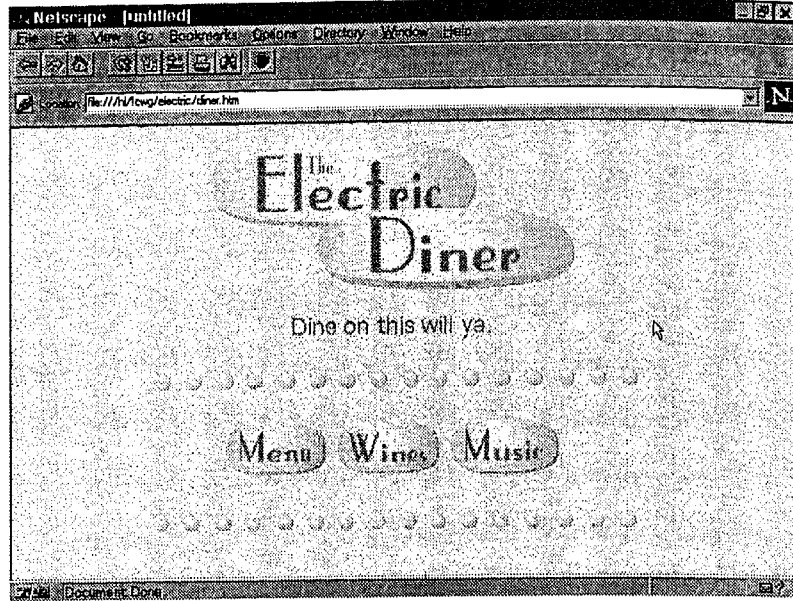 Netscape - [untitled]
File Edit View Go Bookmarks Options Directory Window Help
Location: file:///h|/lcwg/electric/diner.htm
N
The
Electric
Diner
Dine on this will ya.
Menu Wines Music
Document: Done